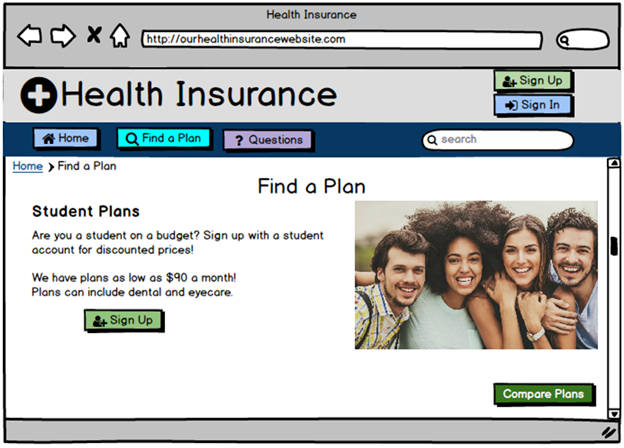 Health Insurance
http://ourhealthinsurancewebsite.com
Health Insurance
Sign Up
Sign In
Home
Find a Plan
? Questions
search
Home > Find a Plan
Find a Plan
Student Plans
Are you a student on a budget? Sign up with a student
account for discounted prices!
We have plans as low as $90 a month!
Plans can include dental and eyecare.
Sign Up
Compare Plans